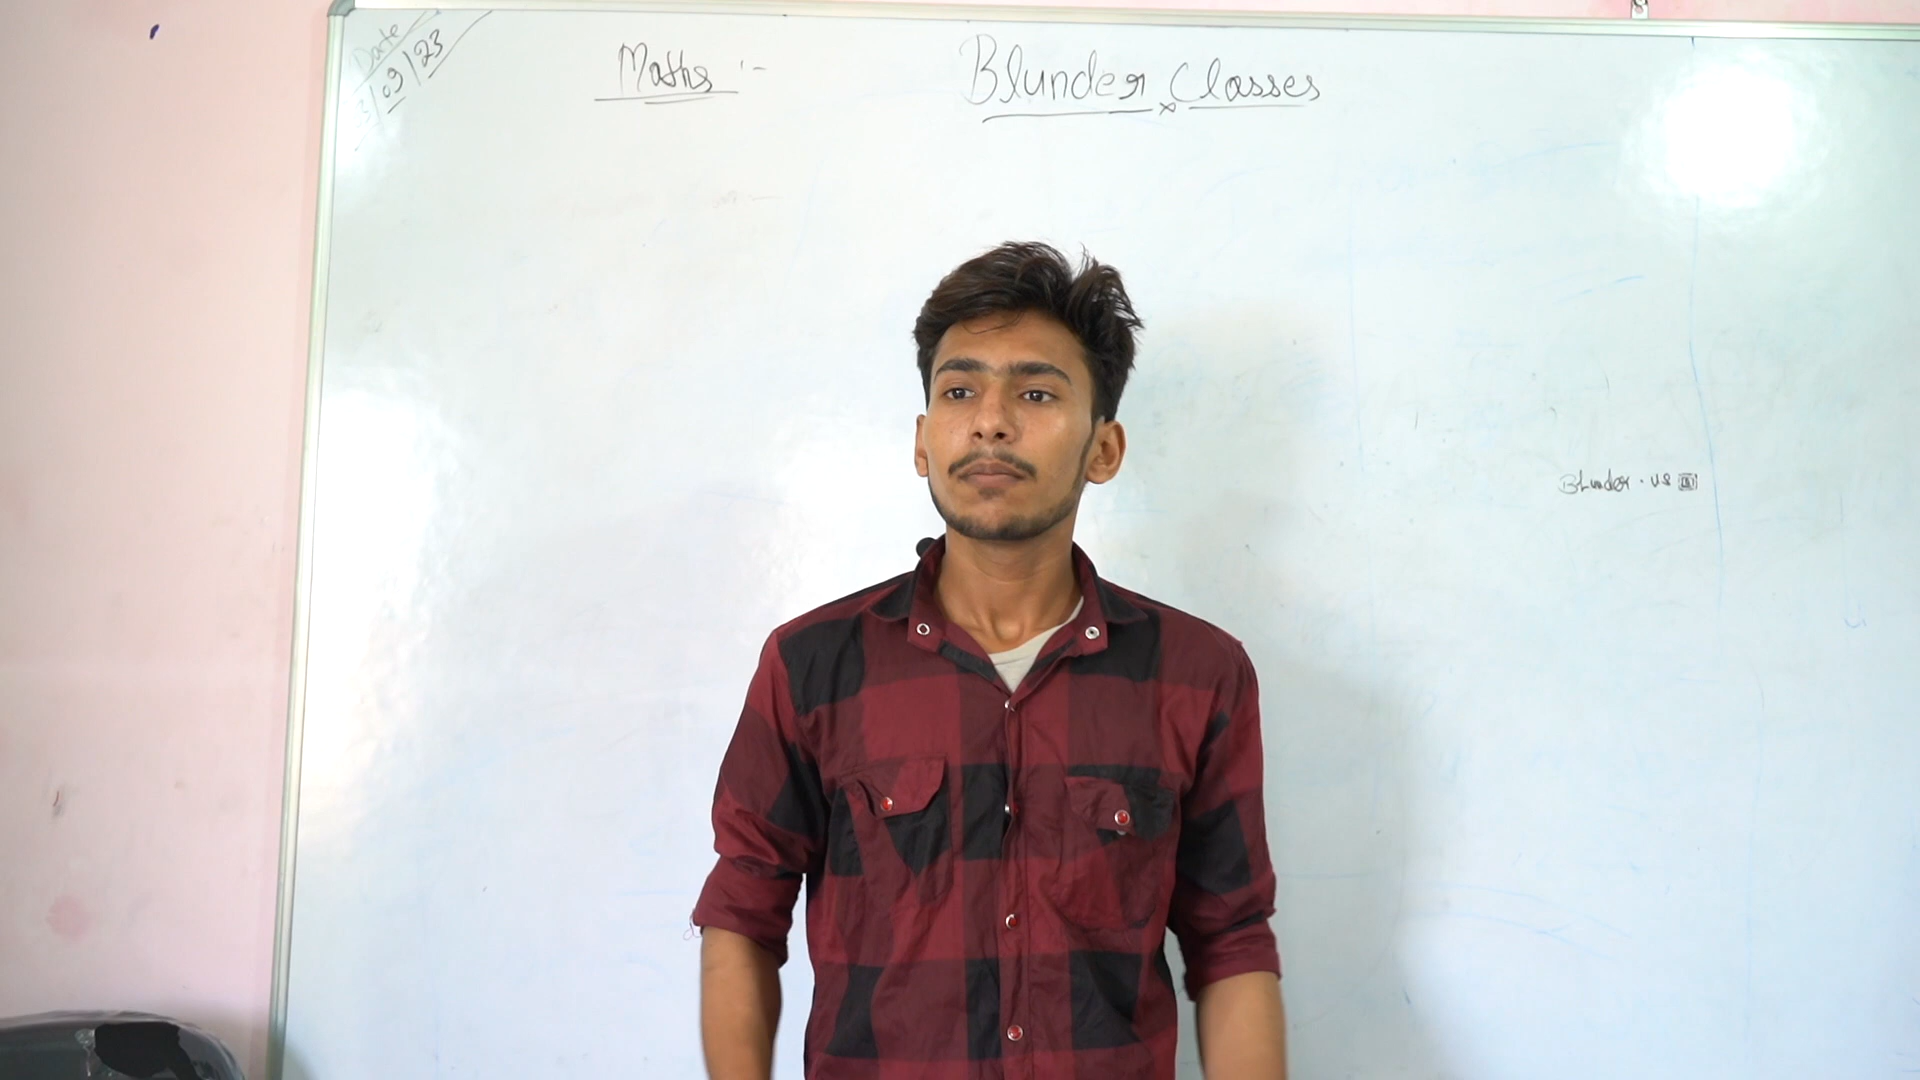 Date
3/09/23
Maths :-
Blunder Classes
Blunder.us